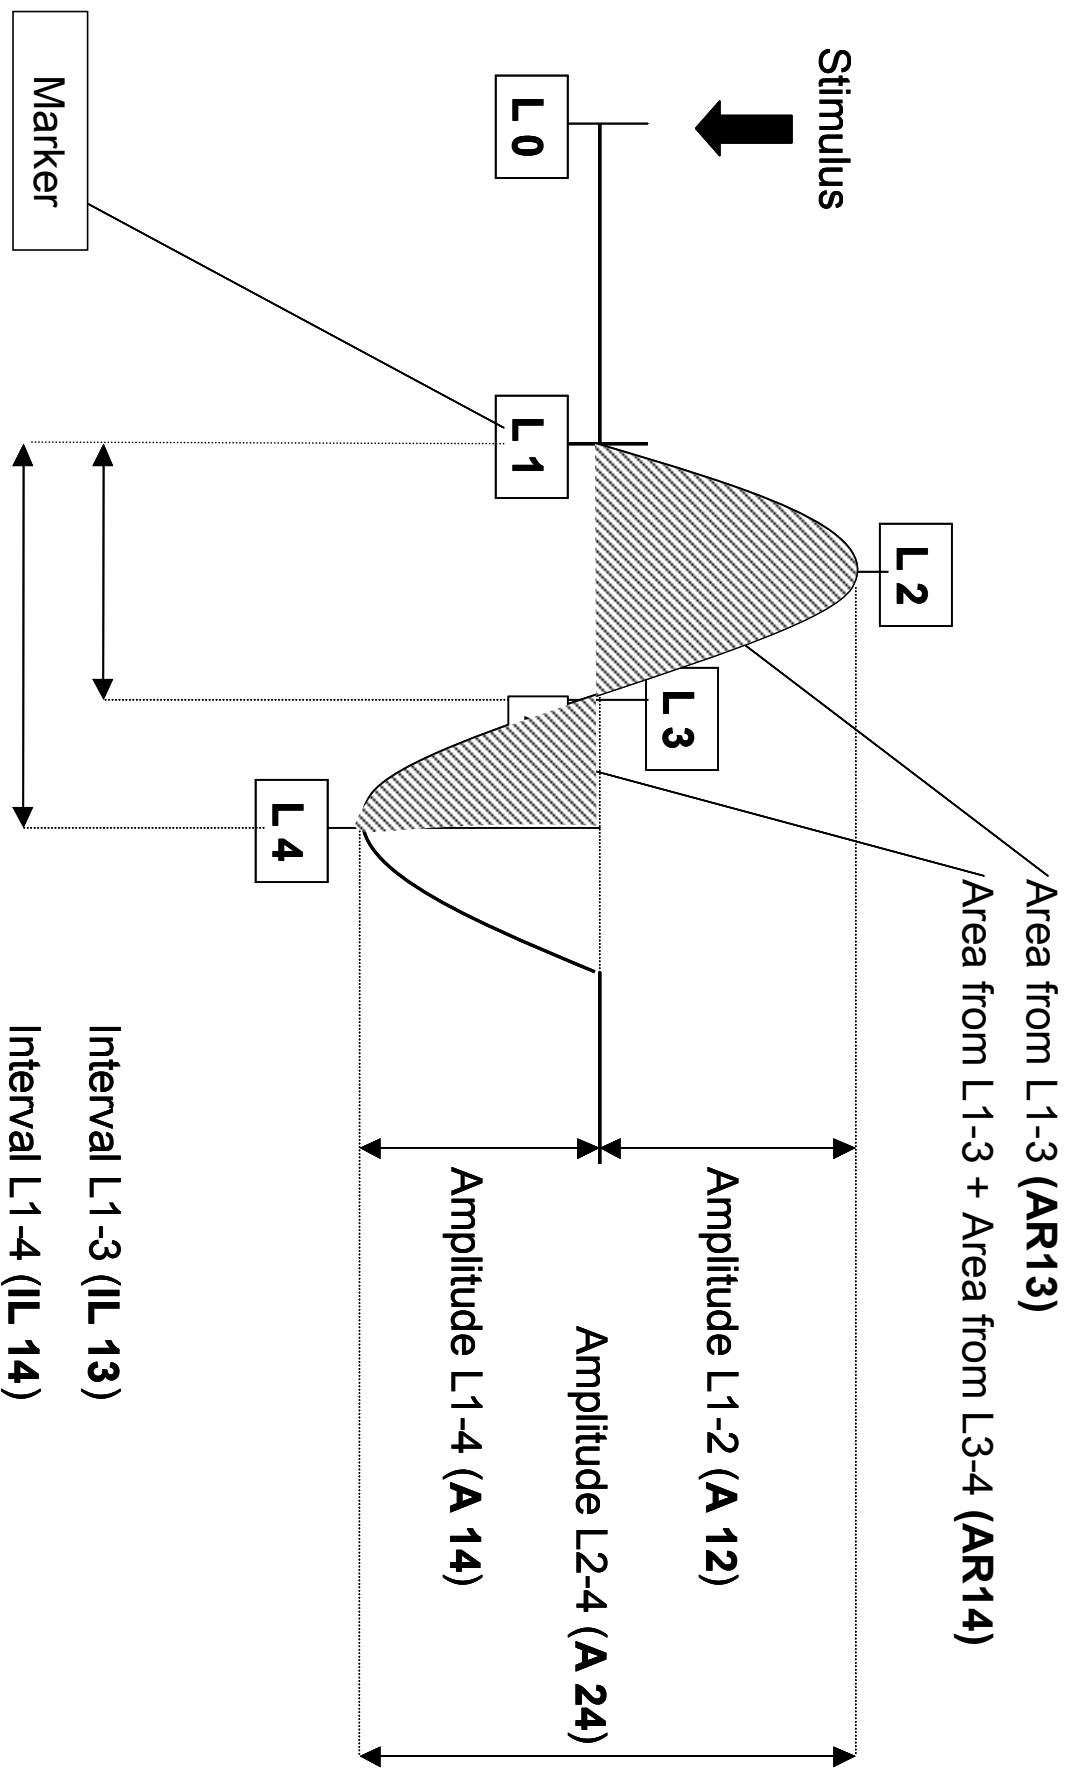 Stimulus
Area from L1-3 (AR13)
Area from L1-3 + Area from L3-4 (AR14)
L 2
L 3
L 0
L 1
L 4
Marker
Amplitude L1-2 (A 12)
Amplitude L2-4 (A 24)
Amplitude L1-4 (A 14)
Interval L1-3 (IL 13)
Interval L1-4 (IL 14)